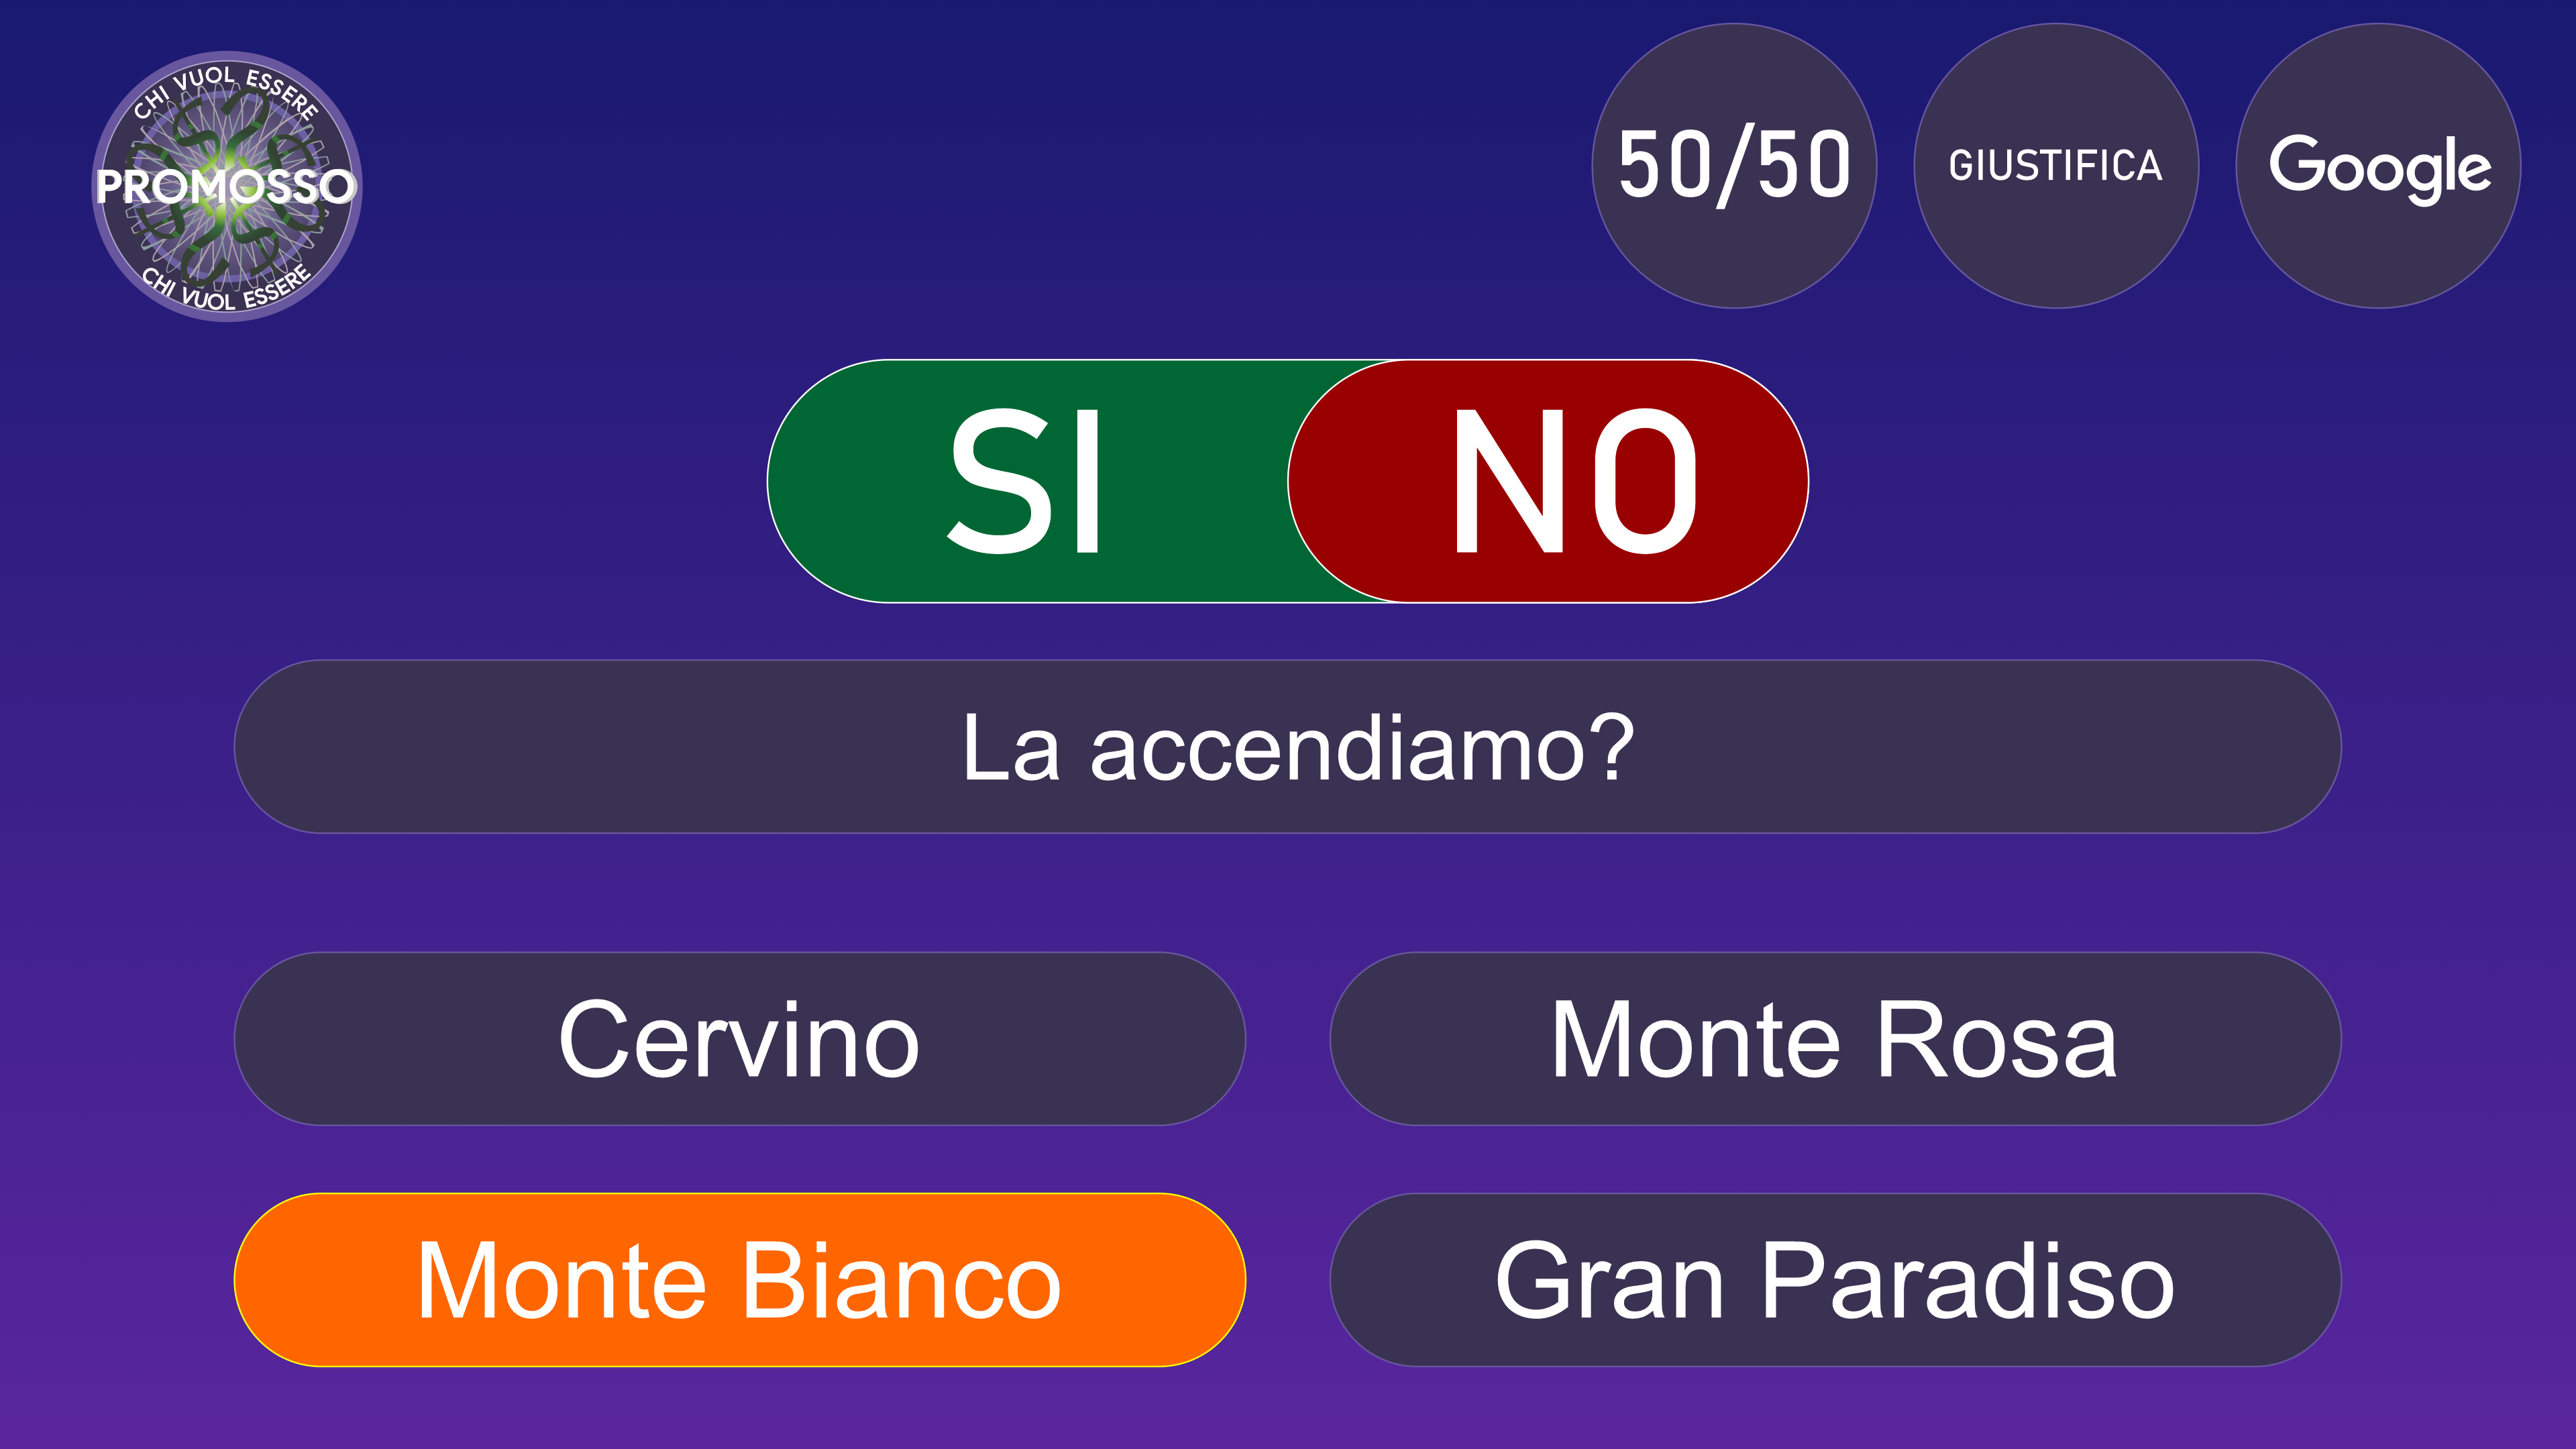 CHI VUOL ESSERE
PROMOSSO
CHI VUOL ESSERE
50/50
GIUSTIFICA
Google
SI
NO
La accendiamo?
Cervino
Monte Rosa
Monte Bianco
Gran Paradiso